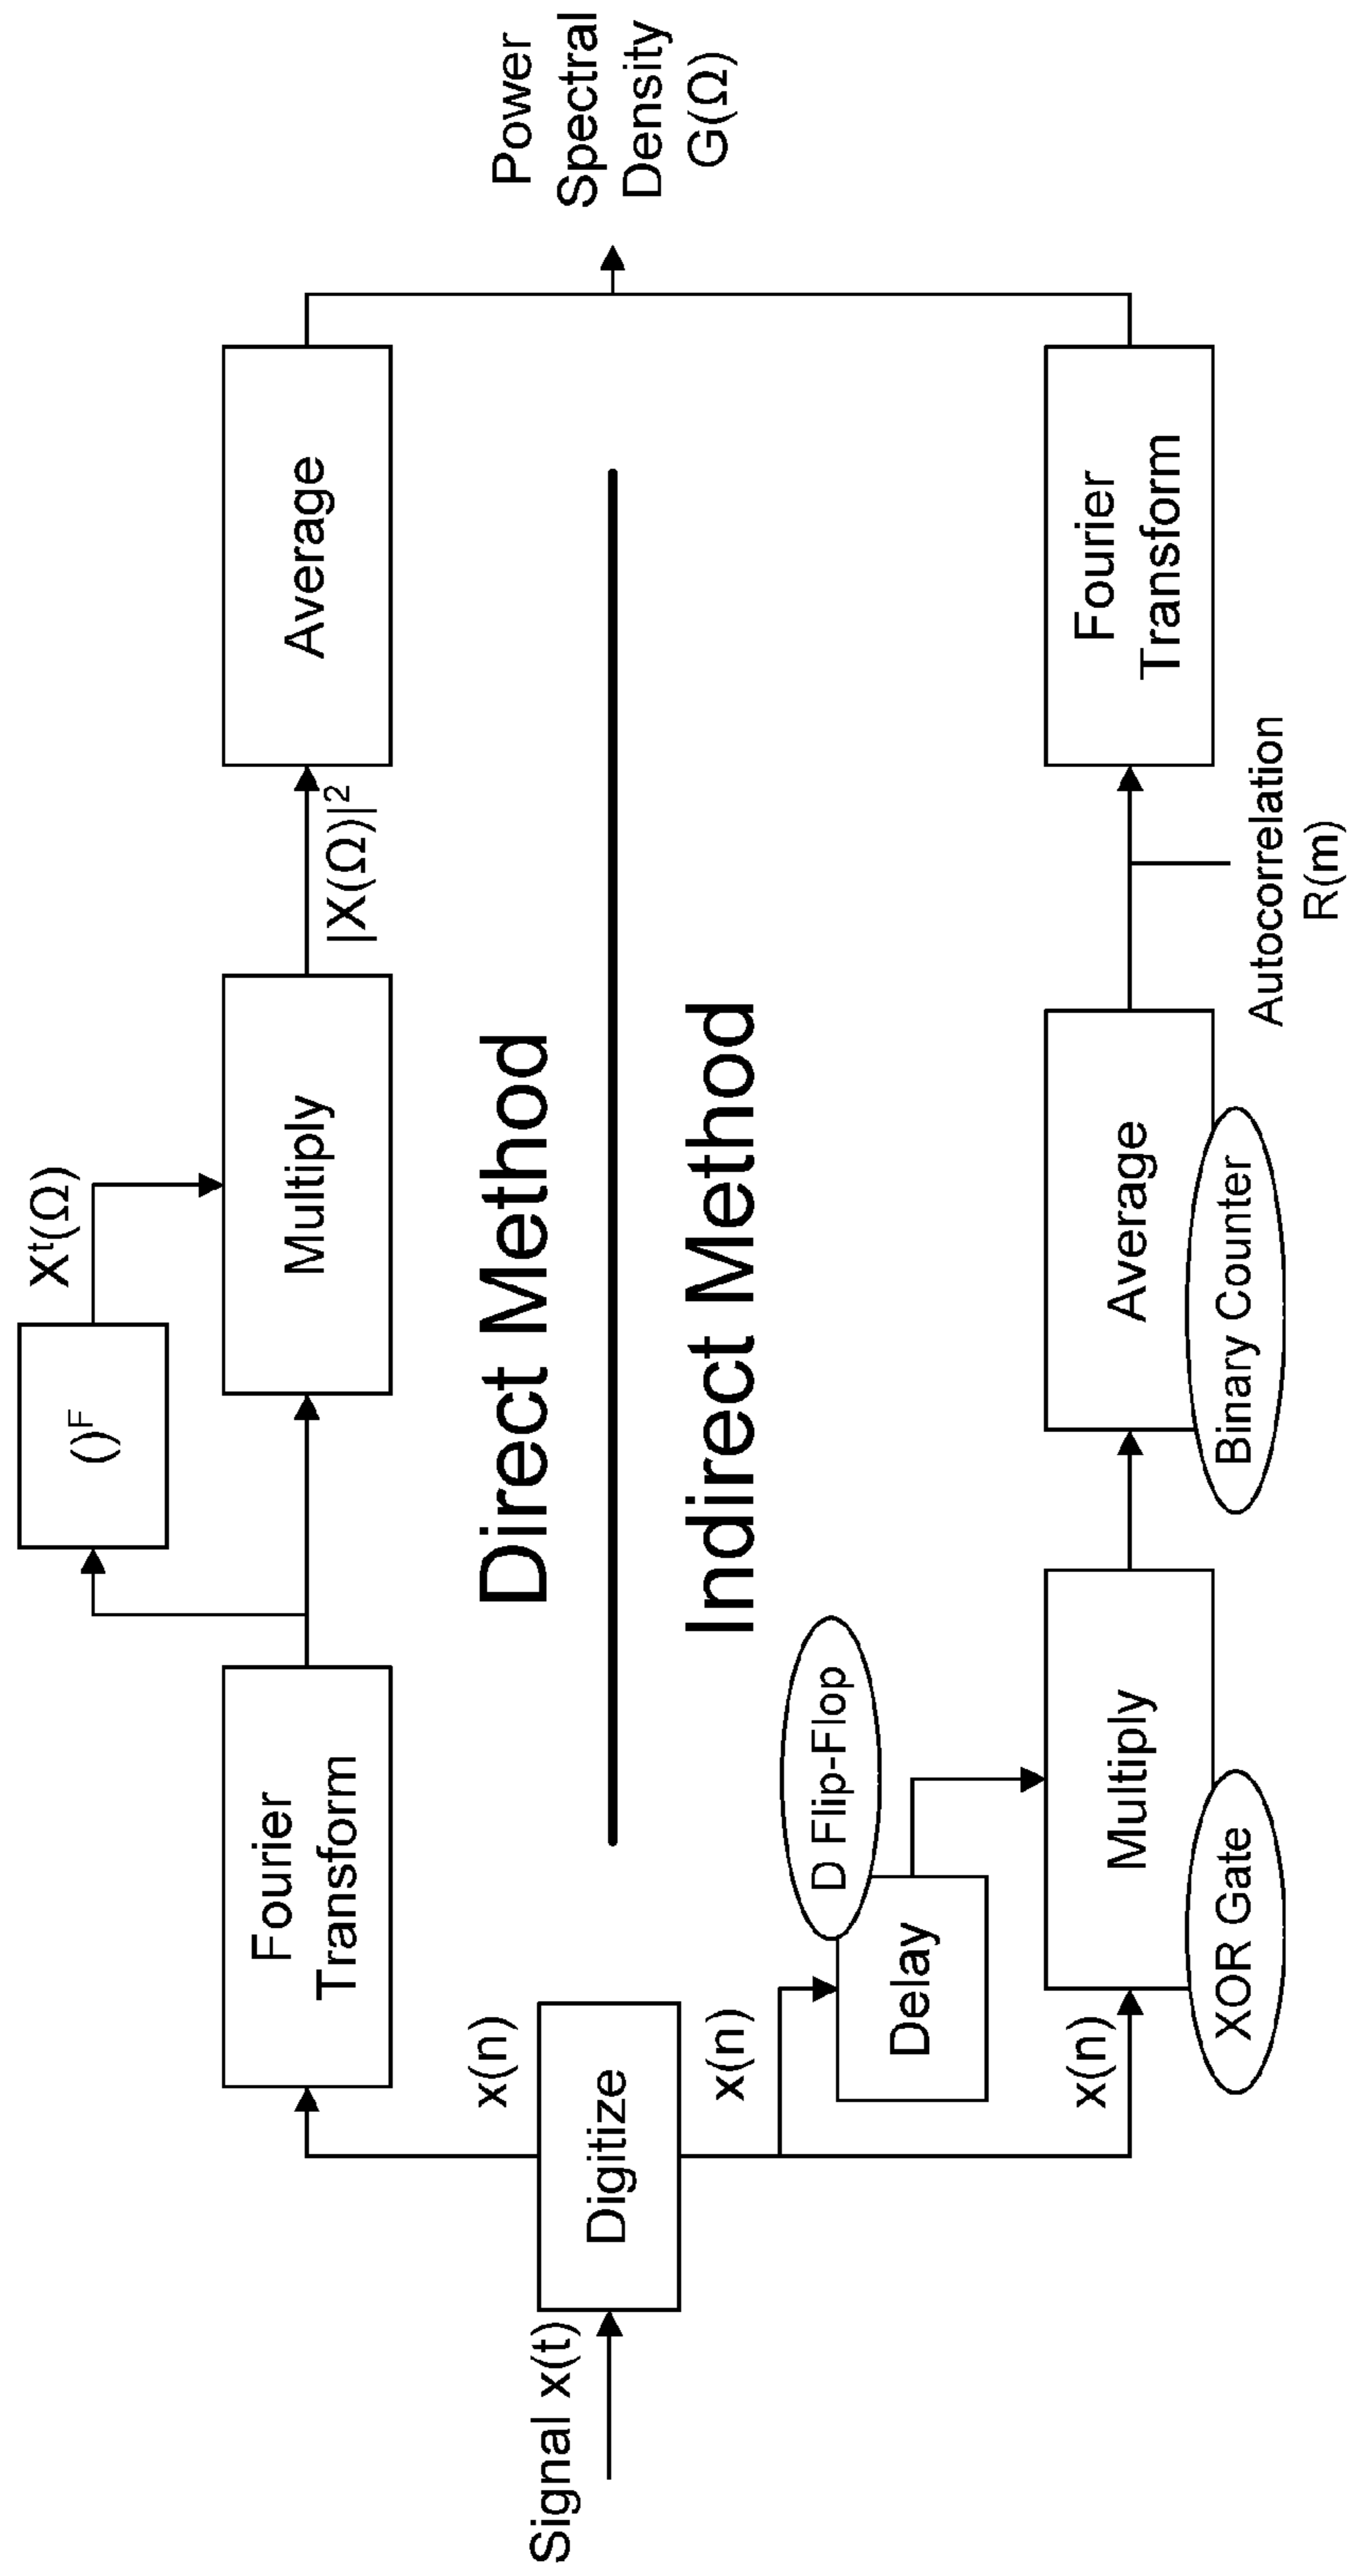 Signal x(t)
Digitize
x(n)
Fourier
Transform
()ᶠ
Xᵗ(Ω)
Multiply
|X(Ω)|²
Average
Direct Method
Power
Spectral
Density
G(Ω)
Indirect Method
x(n)
Delay
D Flip-Flop
x(n)
Multiply
XOR Gate
Average
Binary Counter
Autocorrelation
R(m)
Fourier
Transform